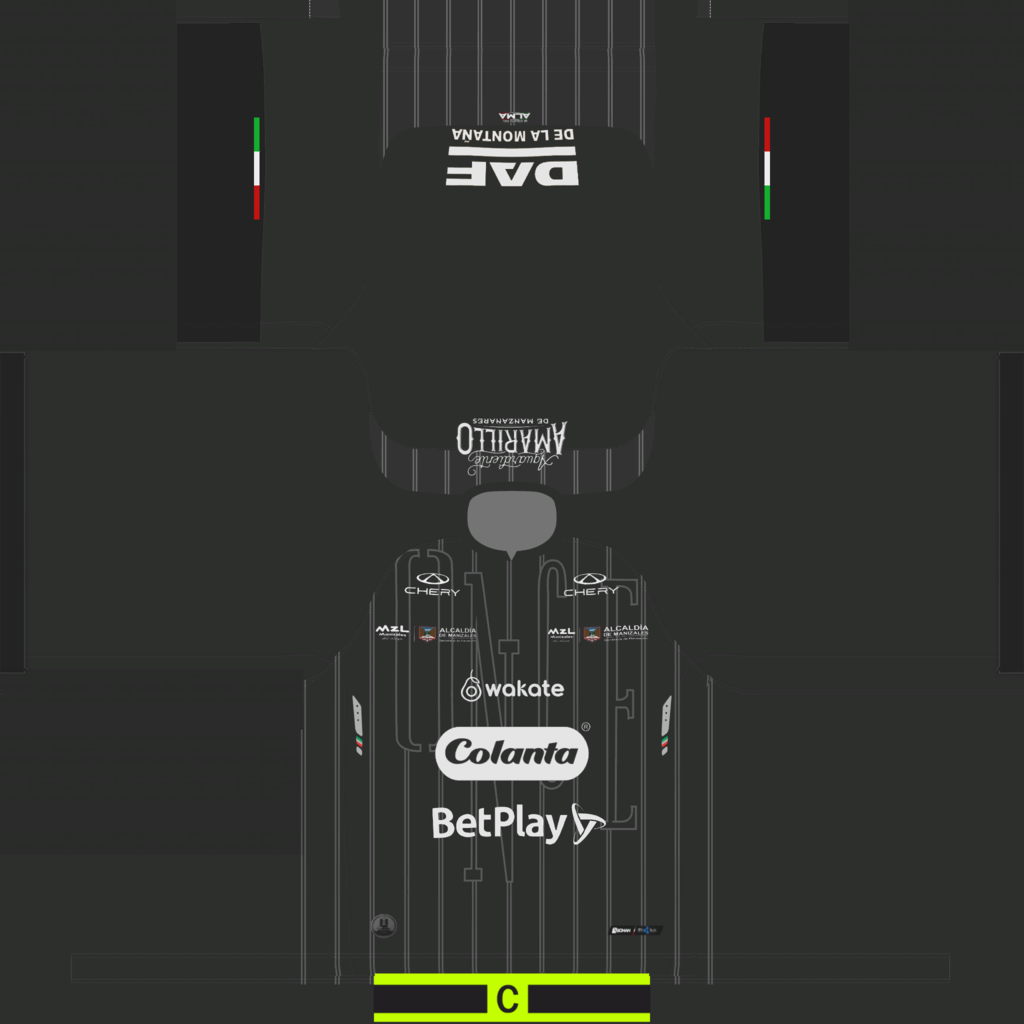 ALMA
DE LA MONTAÑA
DAF
Aguardiente
AMARILLO
DE MANZANARES
ONCE
CHERY
CHERY
MZL
ALCALDÍA
DE MANIZALES
MZL
ALCALDÍA
DE MANIZALES
wakate
Colanta®
BetPlay
C